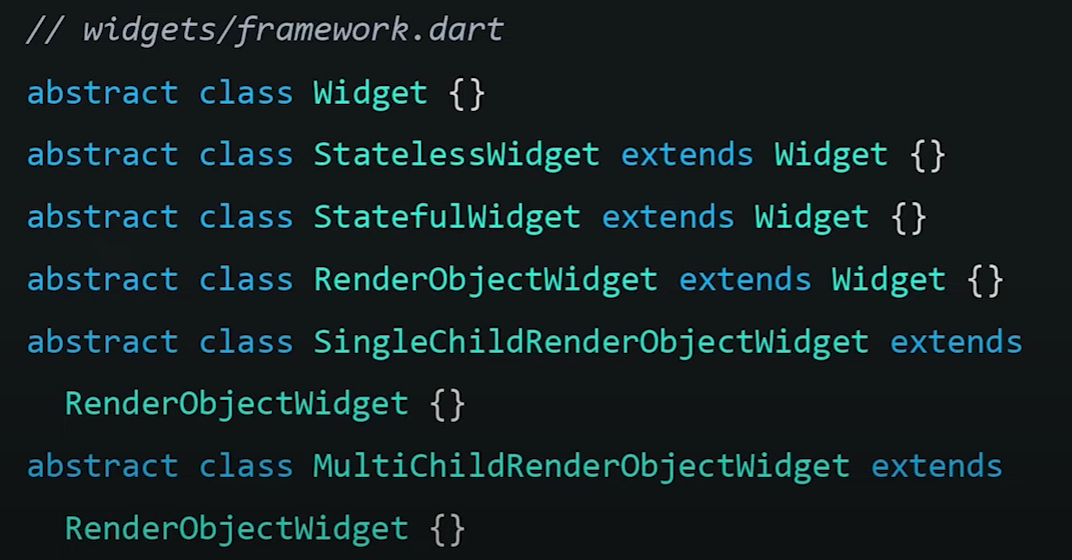 // widgets/framework.dart
abstract class Widget {}
abstract class StatelessWidget extends Widget {}
abstract class StatefulWidget extends Widget {}
abstract class RenderObjectWidget extends Widget {}
abstract class SingleChildRenderObjectWidget extends
  RenderObjectWidget {}
abstract class MultiChildRenderObjectWidget extends
  RenderObjectWidget {}